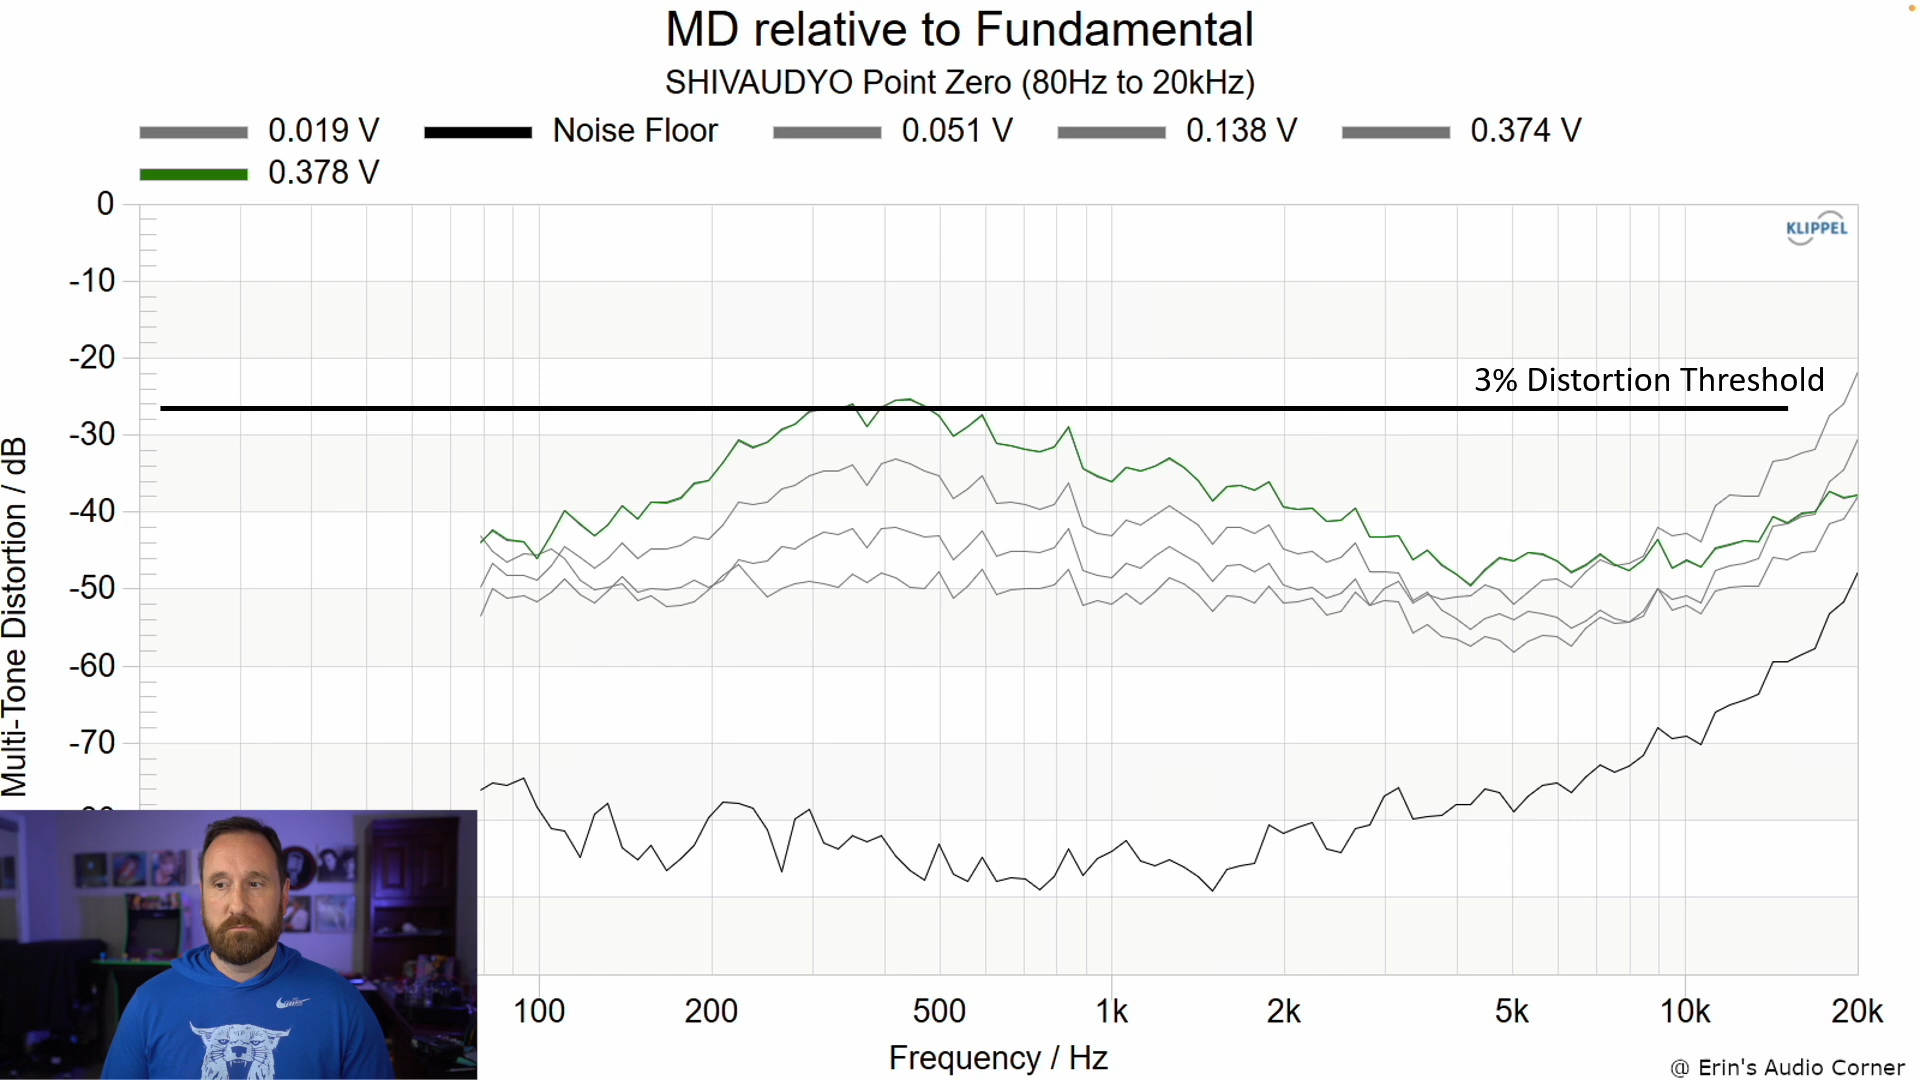 MD relative to Fundamental
SHIVAUDYO Point Zero (80Hz to 20kHz)
0.019 V Noise Floor 0.051 V 0.138 V 0.374 V
0.378 V
0
KLIPPEL
-10
-20
3% Distortion Threshold
-30
-40
-50
-60
-70
Multi-Tone Distortion / dB
100 200 500 1k 2k 5k 10k 20k
Frequency / Hz
@ Erin's Audio Corner